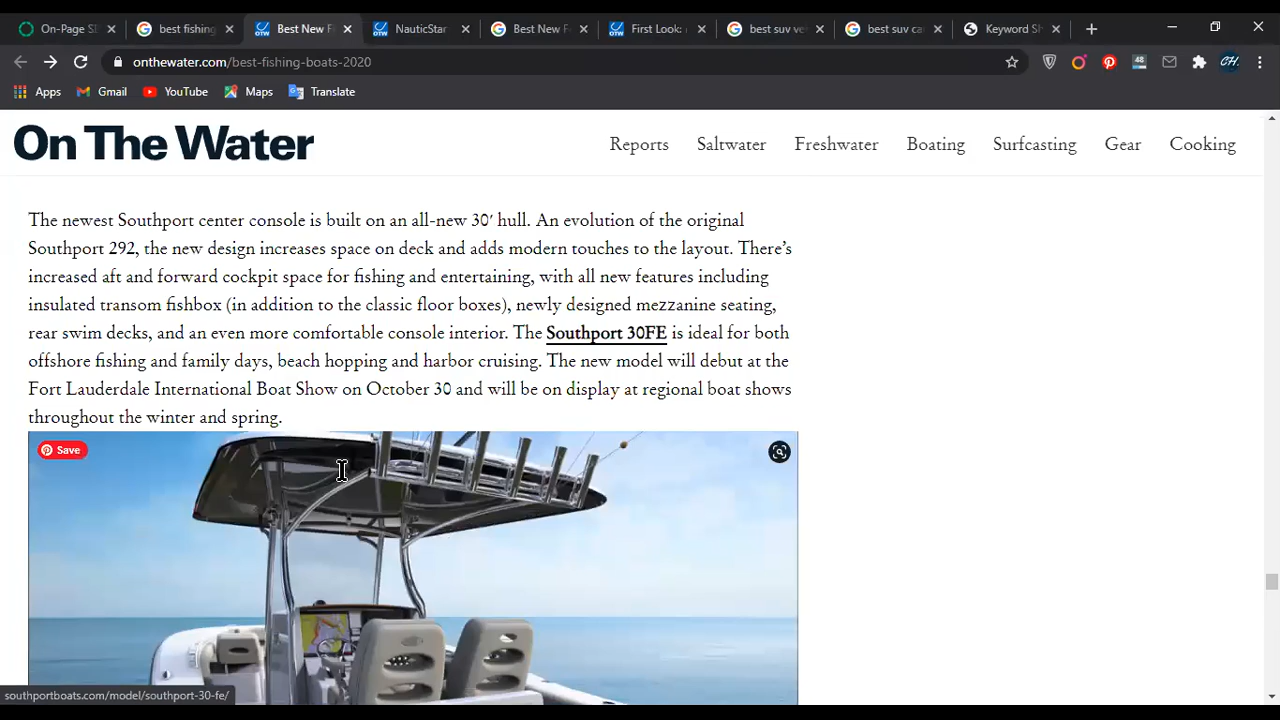 On-Page S
best fishing
Best New F
NauticStar
Best New F
First Look:
best suv ve
best suv ca
Keyword S
onthewater.com/best-fishing-boats-2020
48
CH
Apps
Gmail
YouTube
Maps
Translate
On The Water
Reports
Saltwater
Freshwater
Boating
Surfcasting
Gear
Cooking
The newest Southport center console is built on an all-new 30′ hull. An evolution of the original
Southport 292, the new design increases space on deck and adds modern touches to the layout. There’s
increased aft and forward cockpit space for fishing and entertaining, with all new features including
insulated transom fishbox (in addition to the classic floor boxes), newly designed mezzanine seating,
rear swim decks, and an even more comfortable console interior. The Southport 30FE is ideal for both
offshore fishing and family days, beach hopping and harbor cruising. The new model will debut at the
Fort Lauderdale International Boat Show on October 30 and will be on display at regional boat shows
throughout the winter and spring.
Save
southportboats.com/model/southport-30-fe/